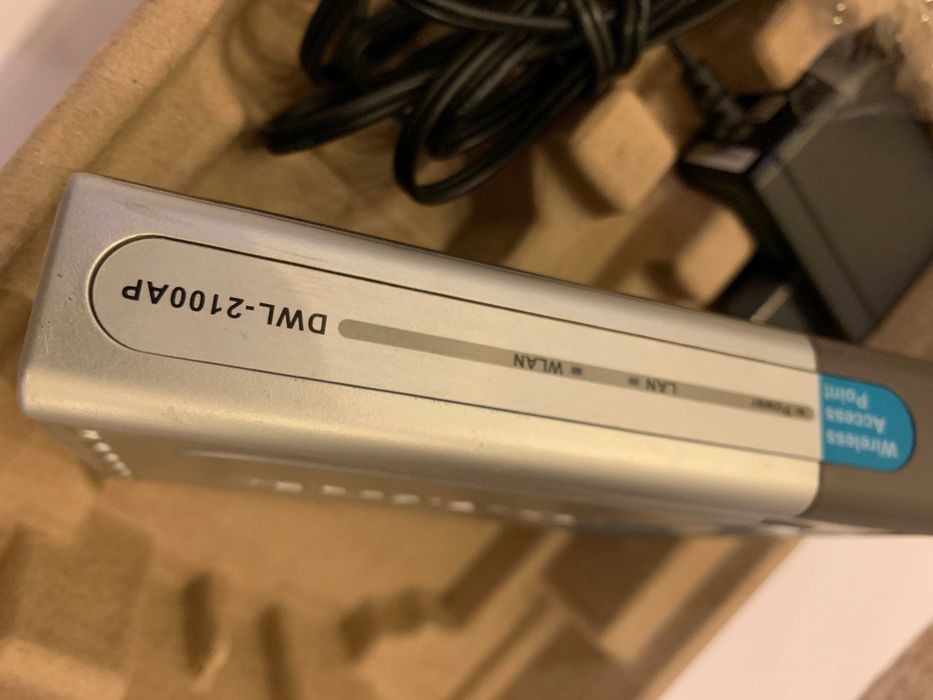 Wireless
Access
Point
Power
LAN
WLAN
DWL-2100AP